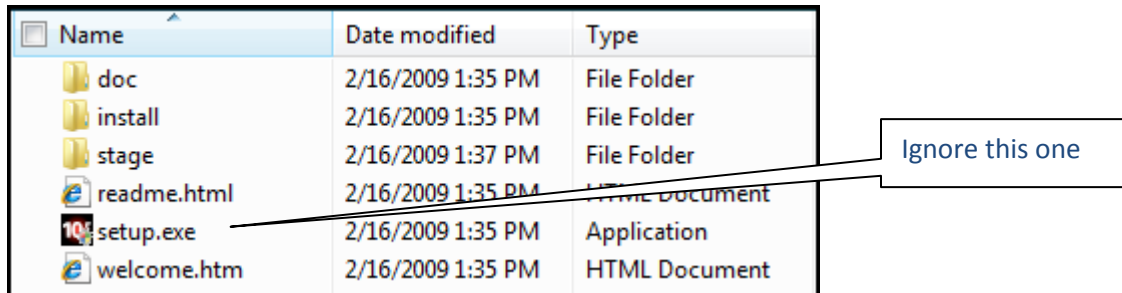 Name Date modified Type
doc 2/16/2009 1:35 PM File Folder
install 2/16/2009 1:35 PM File Folder
stage 2/16/2009 1:37 PM File Folder
Ignore this one
readme.html 2/16/2009 1:35 PM HTML Document
setup.exe 2/16/2009 1:35 PM Application
welcome.htm 2/16/2009 1:35 PM HTML Document